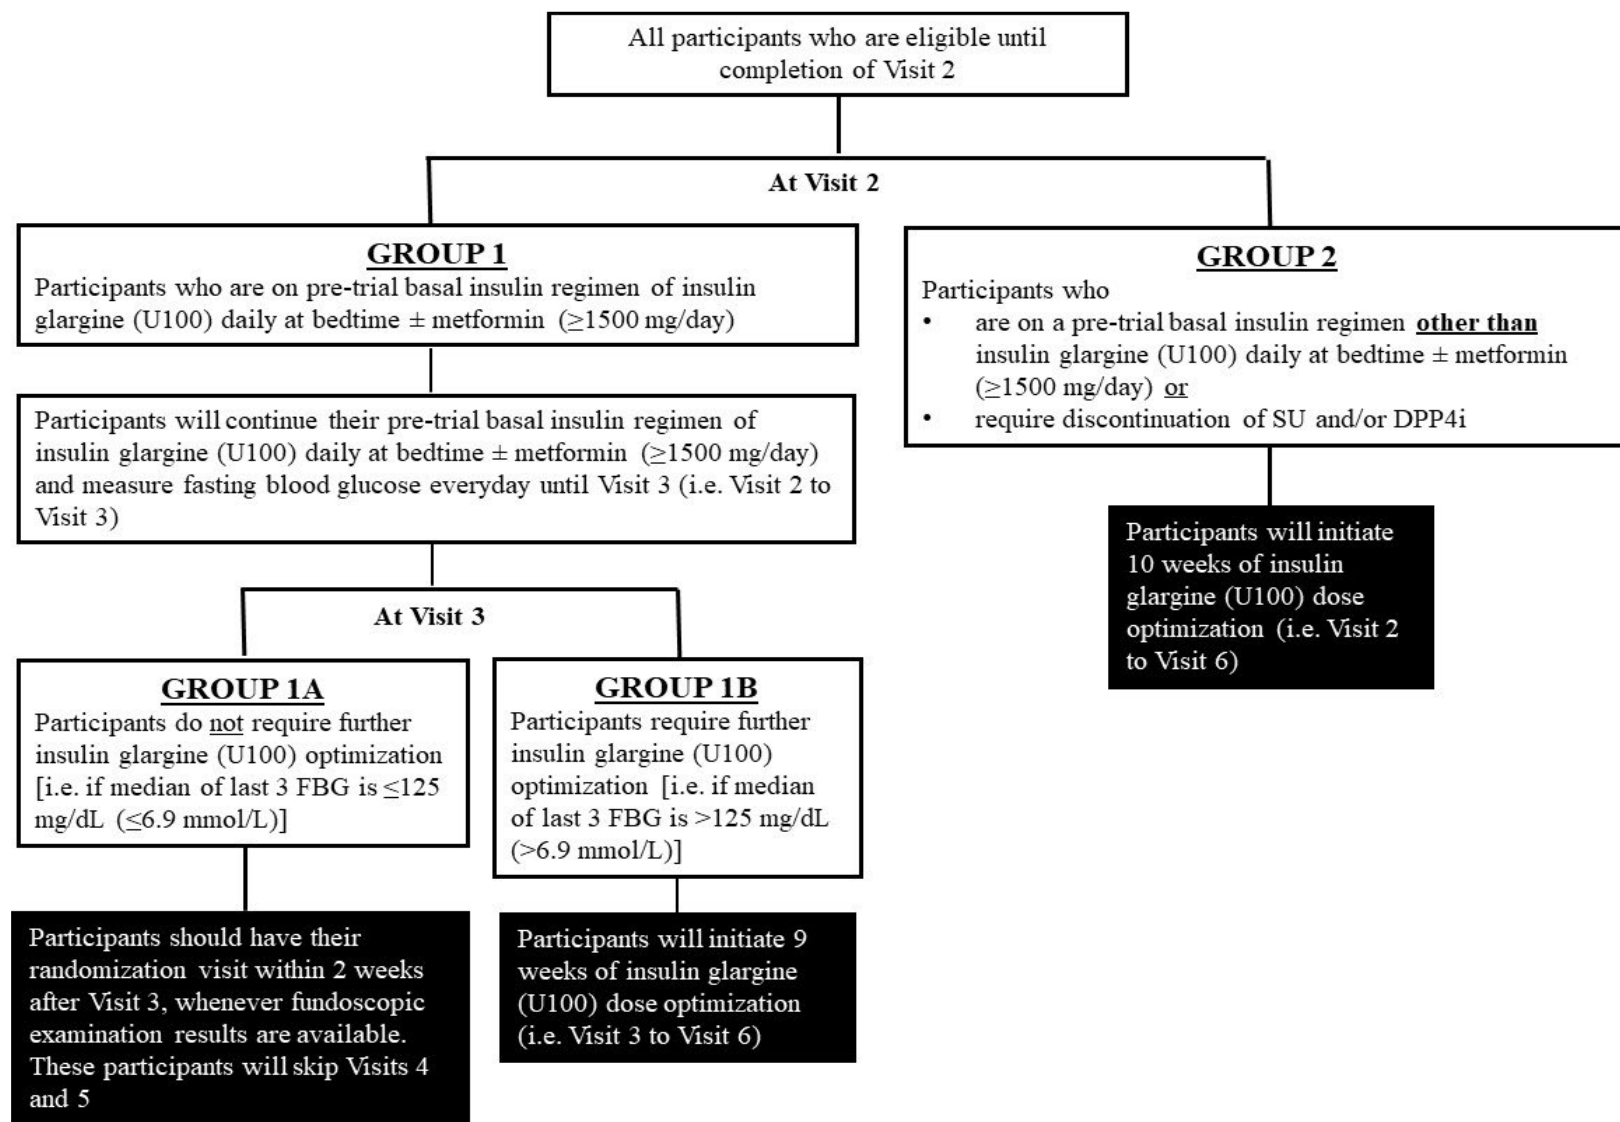 All participants who are eligible until
completion of Visit 2
At Visit 2
GROUP 1
Participants who are on pre-trial basal insulin regimen of insulin
glargine (U100) daily at bedtime ± metformin (≥1500 mg/day)
Participants will continue their pre-trial basal insulin regimen of
insulin glargine (U100) daily at bedtime ± metformin (≥1500 mg/day)
and measure fasting blood glucose everyday until Visit 3 (i.e. Visit 2 to
Visit 3)
At Visit 3
GROUP 1A
Participants do not require further
insulin glargine (U100) optimization
[i.e. if median of last 3 FBG is ≤125
mg/dL (≤6.9 mmol/L)]
Participants should have their
randomization visit within 2 weeks
after Visit 3, whenever fundoscopic
examination results are available.
These participants will skip Visits 4
and 5
GROUP 1B
Participants require further
insulin glargine (U100)
optimization [i.e. if median
of last 3 FBG is >125 mg/dL
(>6.9 mmol/L)]
Participants will initiate 9
weeks of insulin glargine
(U100) dose optimization
(i.e. Visit 3 to Visit 6)
GROUP 2
Participants who
• are on a pre-trial basal insulin regimen other than
insulin glargine (U100) daily at bedtime ± metformin
(≥1500 mg/day) or
• require discontinuation of SU and/or DPP4i
Participants will initiate
10 weeks of insulin
glargine (U100) dose
optimization (i.e. Visit 2
to Visit 6)